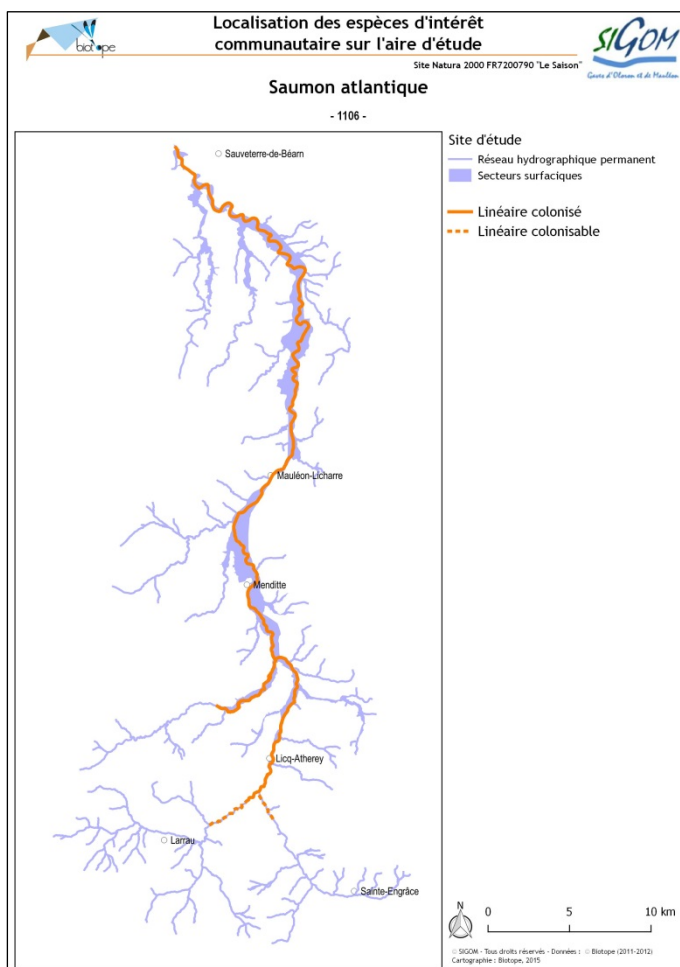 biotope
Localisation des espèces d'intérêt
communautaire sur l'aire d'étude
Site Natura 2000 FR7200790 "Le Saison"
SIGOM
Gaves d'Oloron et de Mauléon
Saumon atlantique
- 1106 -
Site d'étude
Réseau hydrographique permanent
Secteurs surfaciques
Linéaire colonisé
Linéaire colonisable
Sauveterre-de-Béarn
Mauléon-Licharre
Menditte
Licq-Atherey
Larrau
Sainte-Engrâce
N
0 5 10 km
© SIGOM - Tous droits réservés - Données : © Biotope (2011-2012)
Cartographie : Biotope, 2015